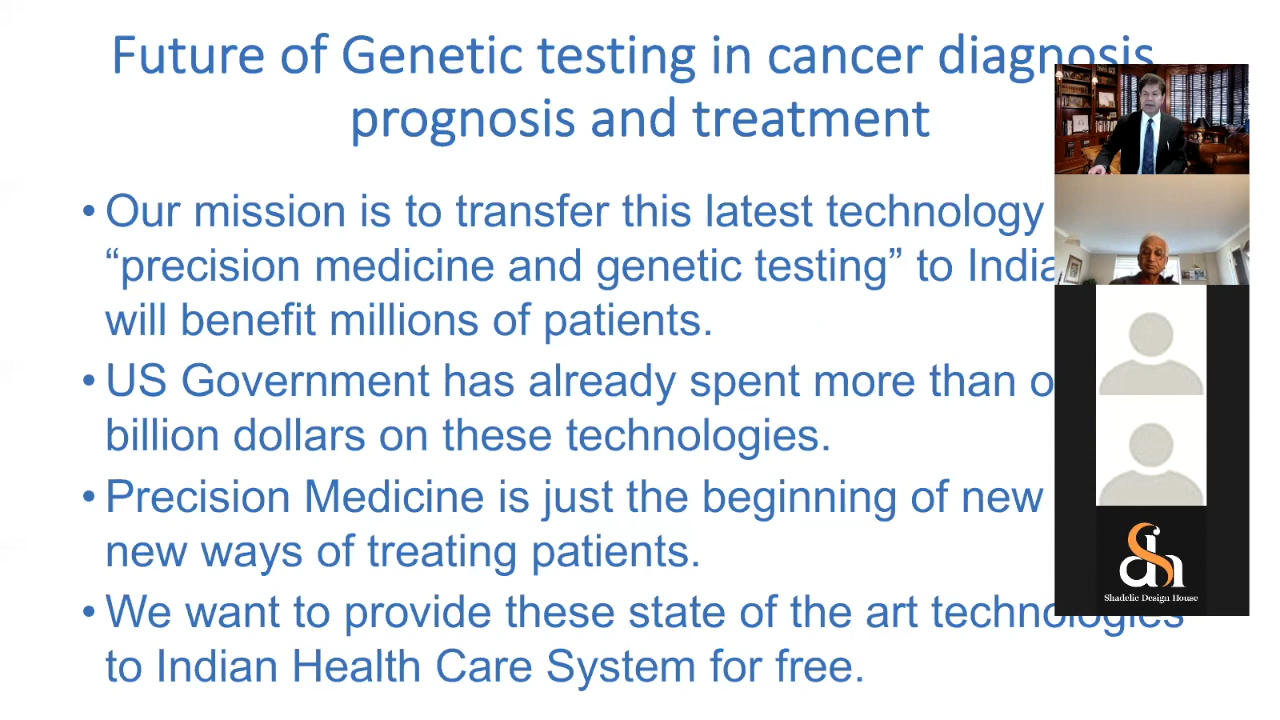 Future of Genetic testing in cancer diagnosis
prognosis and treatment
• Our mission is to transfer this latest technology
“precision medicine and genetic testing” to India
will benefit millions of patients.
• US Government has already spent more than
billion dollars on these technologies.
• Precision Medicine is just the beginning of new
new ways of treating patients.
• We want to provide these state of the art technologies
to Indian Health Care System for free.
Shadelic Design House